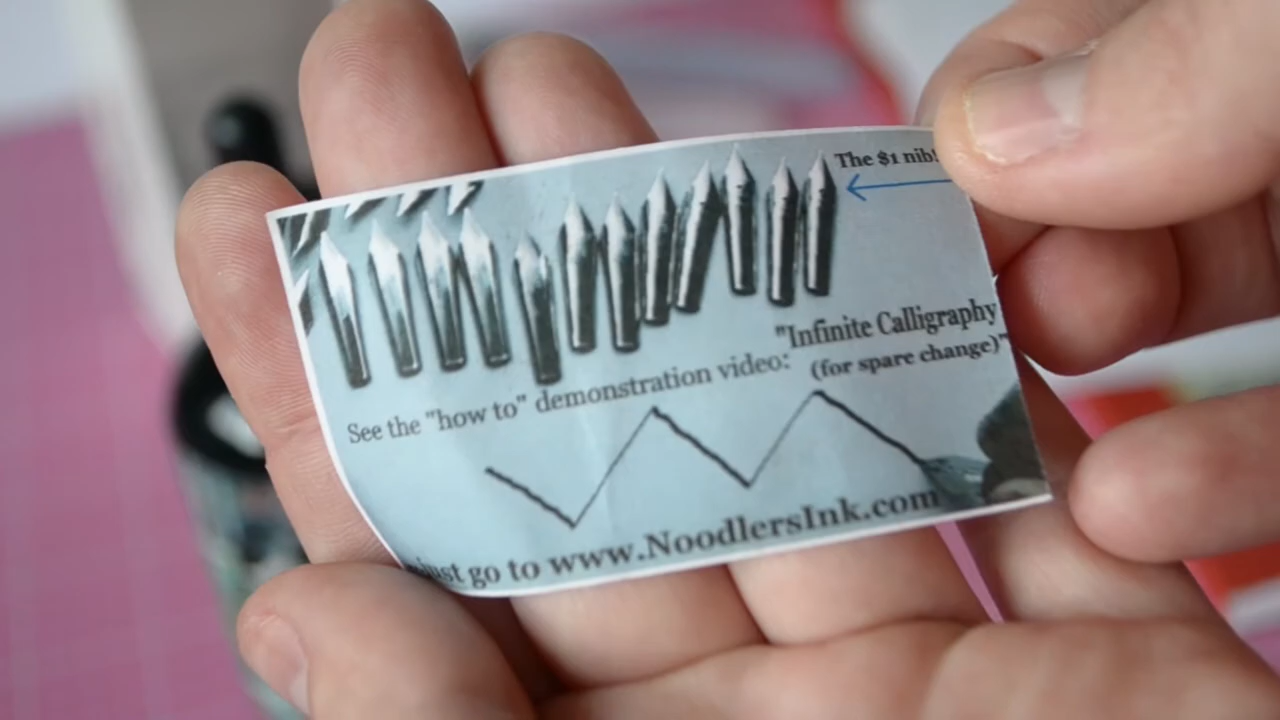 The $1 nib!
"Infinite Calligraphy
(for spare change)"
See the "how to" demonstration video:
just go to www.NoodlersInk.com